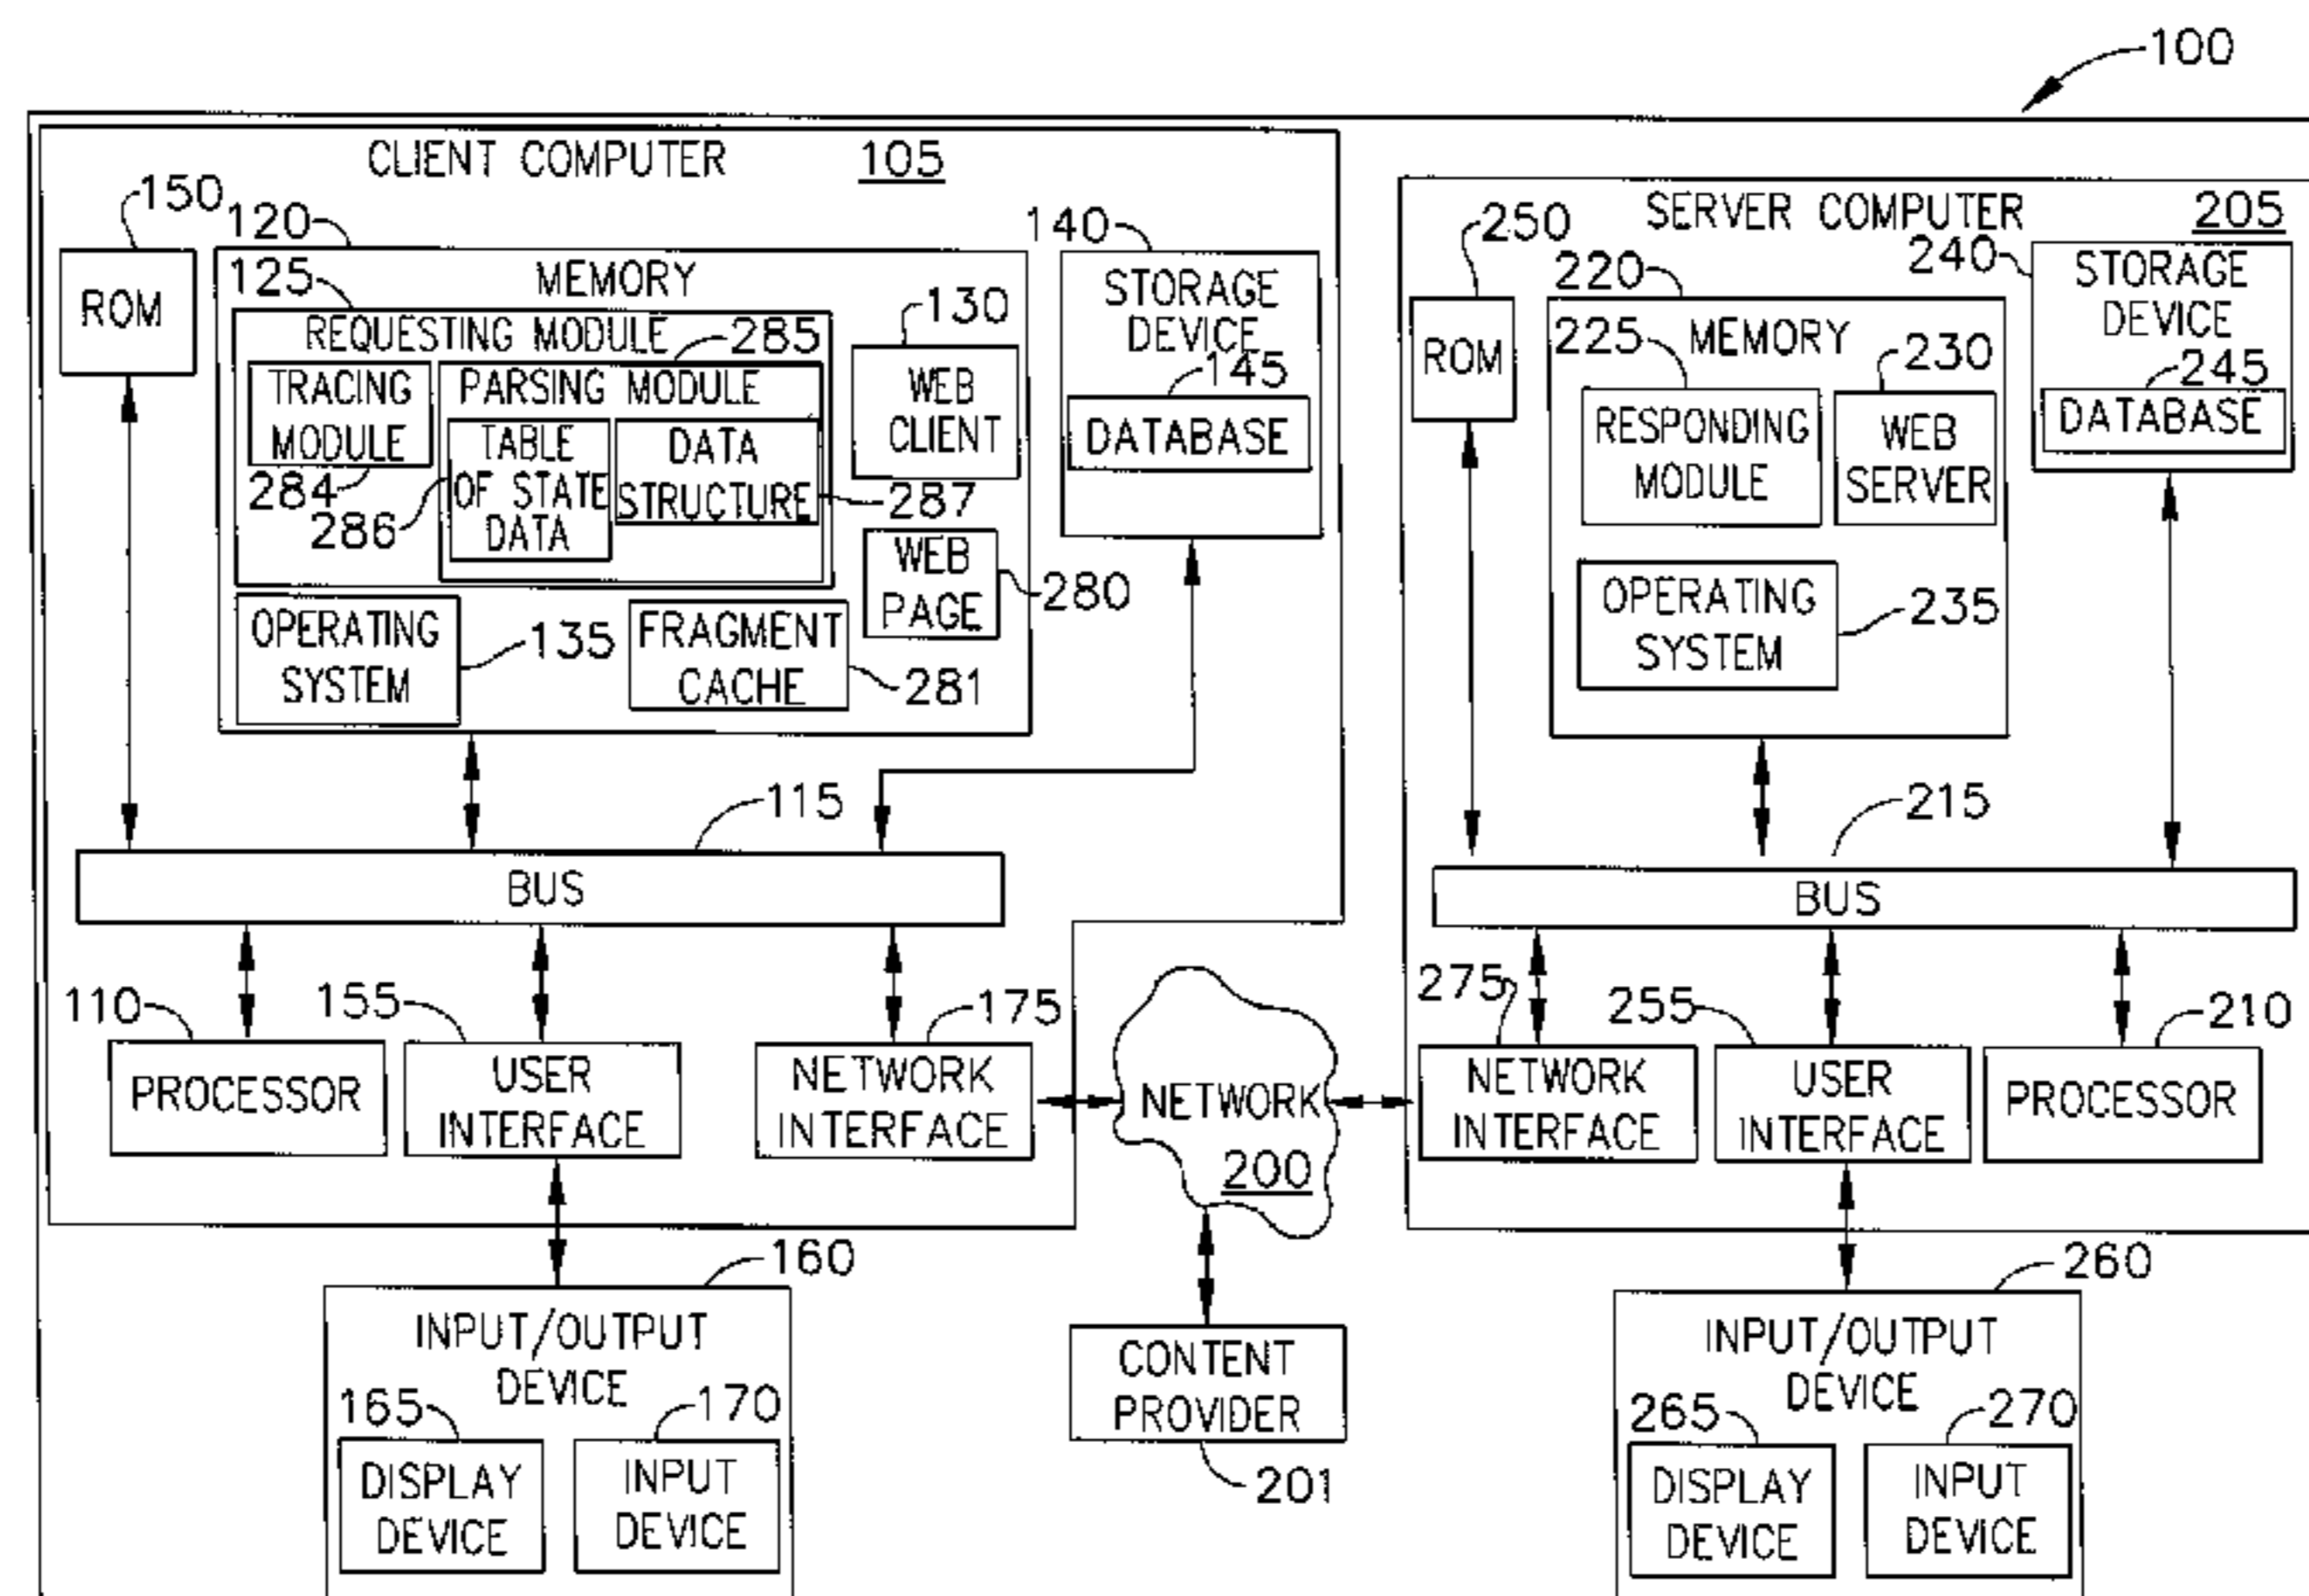 100
CLIENT COMPUTER 105
150
ROM
120
MEMORY
125
REQUESTING MODULE
285
TRACING
MODULE
284
PARSING MODULE
TABLE
OF STATE
DATA
286
DATA
STRUCTURE
287
130
WEB
CLIENT
WEB
PAGE
280
OPERATING
SYSTEM
135
FRAGMENT
CACHE
281
140
STORAGE
DEVICE
145
DATABASE
115
BUS
110
PROCESSOR
155
USER
INTERFACE
175
NETWORK
INTERFACE
160
INPUT/OUTPUT
DEVICE
165
DISPLAY
DEVICE
170
INPUT
DEVICE
NETWORK
200
CONTENT
PROVIDER
201
SERVER COMPUTER 205
250
ROM
220
MEMORY
225
RESPONDING
MODULE
230
WEB
SERVER
OPERATING
SYSTEM
235
240
STORAGE
DEVICE
245
DATABASE
215
BUS
275
NETWORK
INTERFACE
255
USER
INTERFACE
210
PROCESSOR
260
INPUT/OUTPUT
DEVICE
265
DISPLAY
DEVICE
270
INPUT
DEVICE